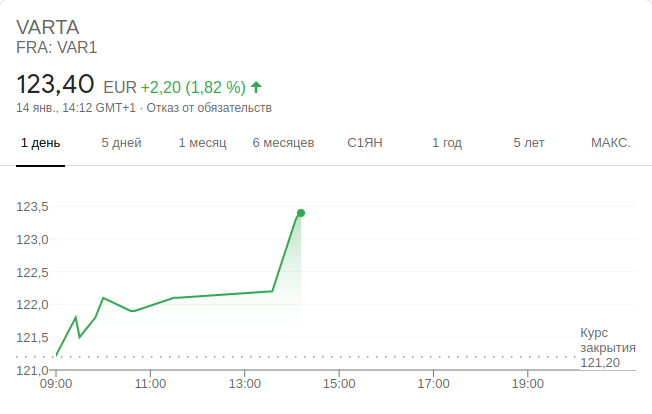 VARTA
FRA: VAR1
123,40 EUR +2,20 (1,82 %)
14 янв., 14:12 GMT+1 · Отказ от обязательств
1 день 5 дней 1 месяц 6 месяцев С1ЯН 1 год 5 лет МАКС.
123,5
123,0
122,5
122,0
121,5
121,0
Курс
закрытия
121,20
09:00 11:00 13:00 15:00 17:00 19:00